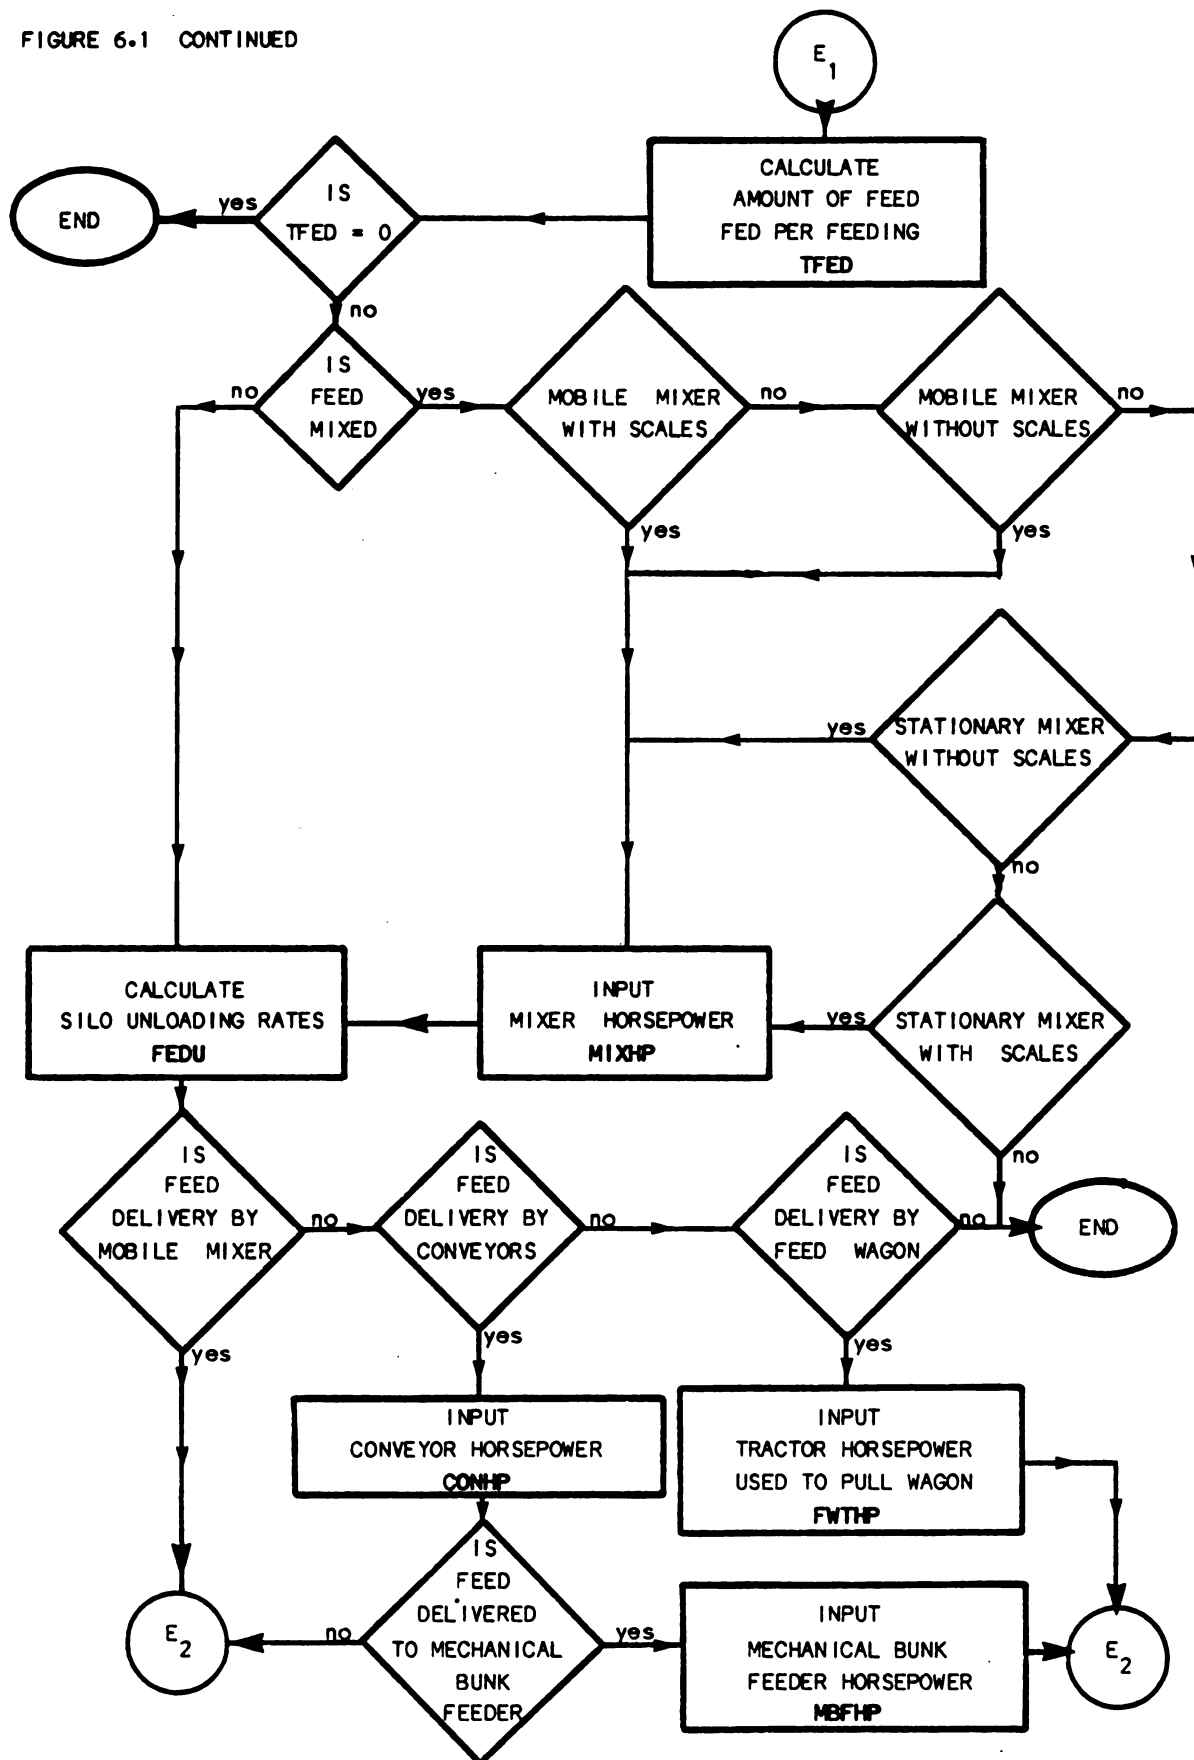 FIGURE 6.1 CONTINUED
E1
CALCULATE
AMOUNT OF FEED
FED PER FEEDING
TFED
IS
TFED = 0
yes
END
no
IS
FEED
MIXED
no
yes
MOBILE MIXER
WITH SCALES
no
yes
MOBILE MIXER
WITHOUT SCALES
no
yes
STATIONARY MIXER
WITHOUT SCALES
yes
no
STATIONARY MIXER
WITH SCALES
yes
no
INPUT
MIXER HORSEPOWER
MIXHP
CALCULATE
SILO UNLOADING RATES
FEDU
IS
FEED
DELIVERY BY
MOBILE MIXER
no
yes
IS
FEED
DELIVERY BY
CONVEYORS
no
yes
IS
FEED
DELIVERY BY
FEED WAGON
no
yes
END
INPUT
CONVEYOR HORSEPOWER
CONHP
INPUT
TRACTOR HORSEPOWER
USED TO PULL WAGON
FWTHP
IS
FEED
DELIVERED
TO MECHANICAL
BUNK
FEEDER
no
yes
E2
INPUT
MECHANICAL BUNK
FEEDER HORSEPOWER
MBFHP
E2